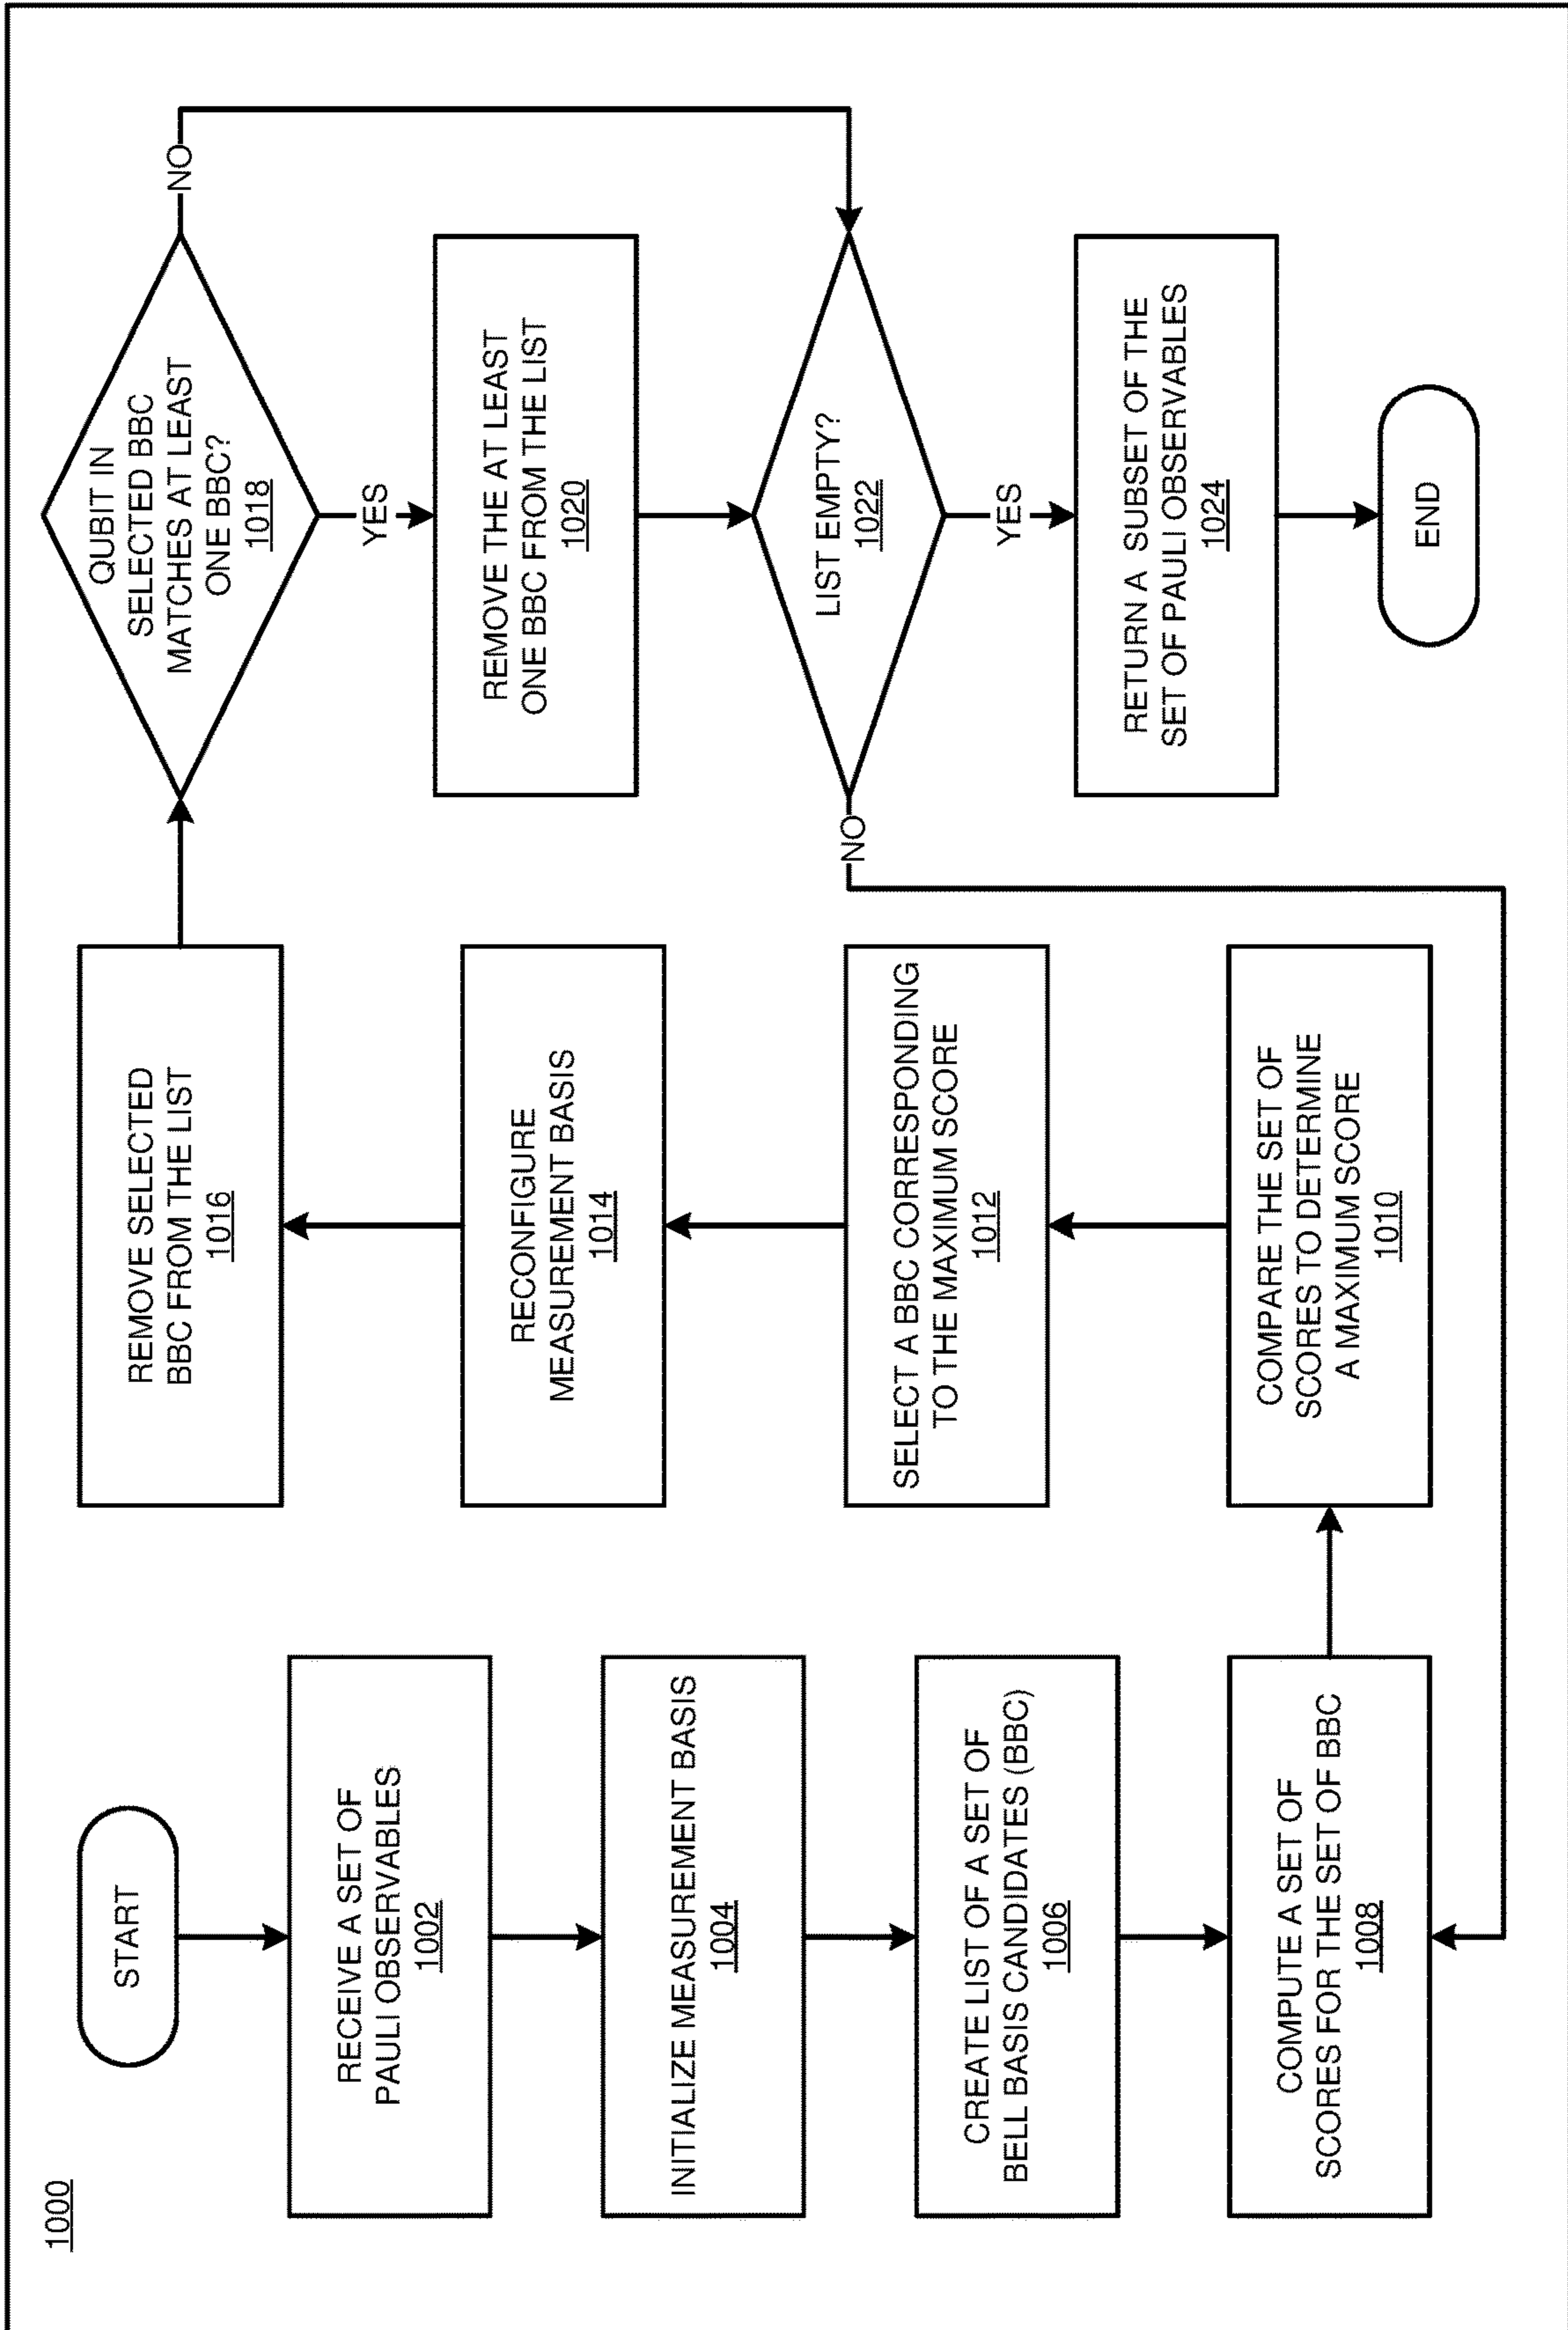 1000
START
RECEIVE A SET OF
PAULI OBSERVABLES
1002
INITIALIZE MEASUREMENT BASIS
1004
CREATE LIST OF A SET OF
BELL BASIS CANDIDATES (BBC)
1006
COMPUTE A SET OF
SCORES FOR THE SET OF BBC
1008
COMPARE THE SET OF
SCORES TO DETERMINE
A MAXIMUM SCORE
1010
SELECT A BBC CORRESPONDING
TO THE MAXIMUM SCORE
1012
RECONFIGURE
MEASUREMENT BASIS
1014
REMOVE SELECTED
BBC FROM THE LIST
1016
QUBIT IN
SELECTED BBC
MATCHES AT LEAST
ONE BBC?
1018
NO
YES
REMOVE THE AT LEAST
ONE BBC FROM THE LIST
1020
LIST EMPTY?
1022
NO
YES
RETURN A SUBSET OF THE
SET OF PAULI OBSERVABLES
1024
END